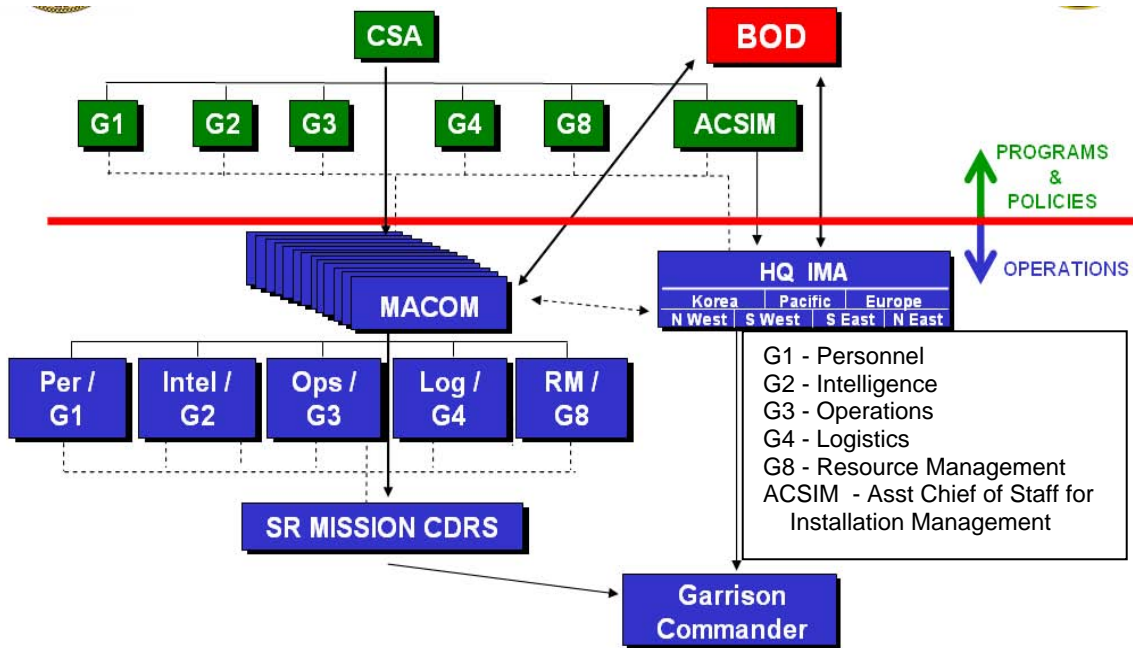 CSA
BOD
G1
G2
G3
G4
G8
ACSIM
PROGRAMS
&
POLICIES
OPERATIONS
MACOM
HQ IMA
Korea
Pacific
Europe
N West
S West
S East
N East
Per /
G1
Intel /
G2
Ops /
G3
Log /
G4
RM /
G8
G1 - Personnel
G2 - Intelligence
G3 - Operations
G4 - Logistics
G8 - Resource Management
ACSIM - Asst Chief of Staff for
Installation Management
SR MISSION CDRS
Garrison
Commander